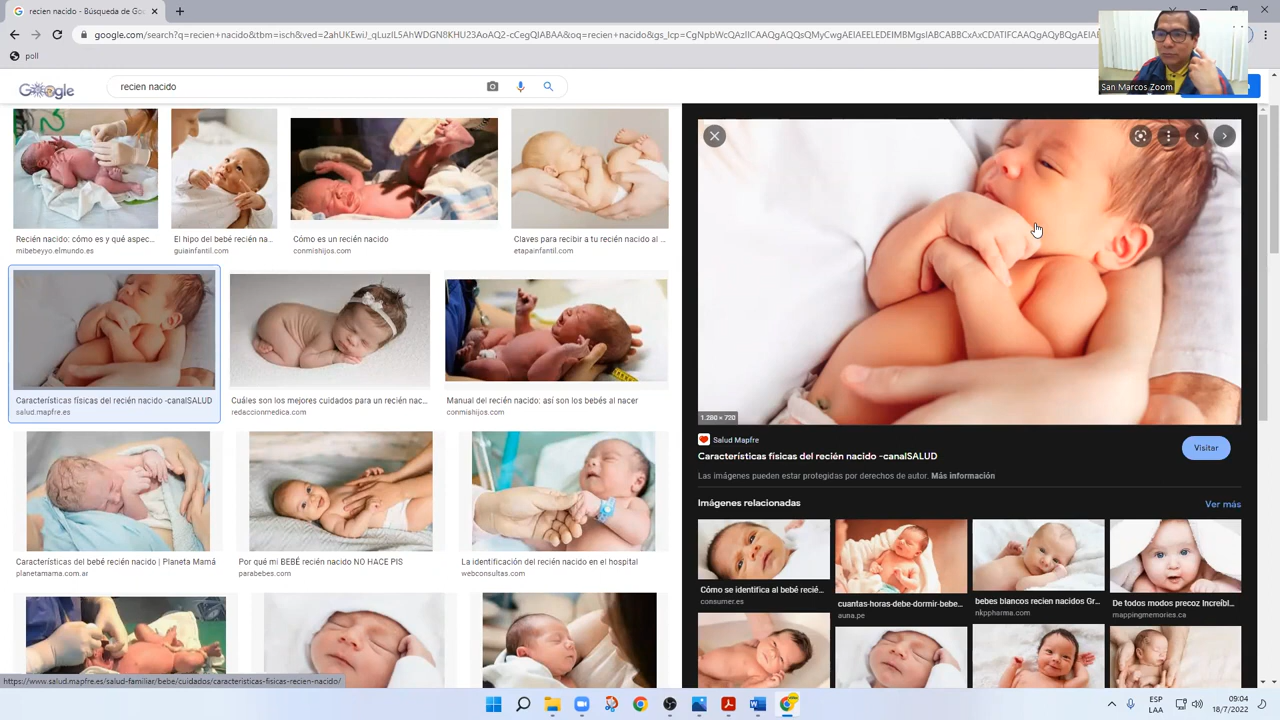 recien nacido - Búsqueda de Go
google.com/search?q=recien+nacido&tbm=isch&ved=
poll
San Marcos Zoom
Google
recien nacido
Recién nacido: cómo es y qué aspec...
mibebeyyo.elmundo.es
El hipo del bebé recién na...
guiainfantil.com
Cómo es un recién nacido
conmishijos.com
Claves para recibir a tu recién nacido al ...
etapainfantil.com
Características físicas del recién nacido -canalSALUD
salud.mapfre.es
Cuáles son los mejores cuidados para un recién nac...
redaccionmedica.com
Manual del recién nacido: así son los bebés al nacer
conmishijos.com
Características del bebé recién nacido | Planeta Mamá
planetamama.com.ar
Por qué mi BEBÉ recién nacido NO HACE PIS
parabebes.com
La identificación del recién nacido en el hospital
webconsultas.com
1.280 × 720
Salud Mapfre
Características físicas del recién nacido -canalSALUD
Visitar
Las imágenes pueden estar protegidas por derechos de autor. Más información
Imágenes relacionadas
Ver más
Cómo se identifica al bebé recié...
consumer.es
cuantas-horas-debe-dormir-bebe...
auna.pe
bebes blancos recien nacidos Gr...
nkppharma.com
De todos modos precoz Increíbl...
mappingmemories.ca
https://www.salud.mapfre.es/salud-familiar/bebe/cuidados/caracteristicas-fisicas-recien-nacido/
ESP
LAA
09:04
18/7/2022